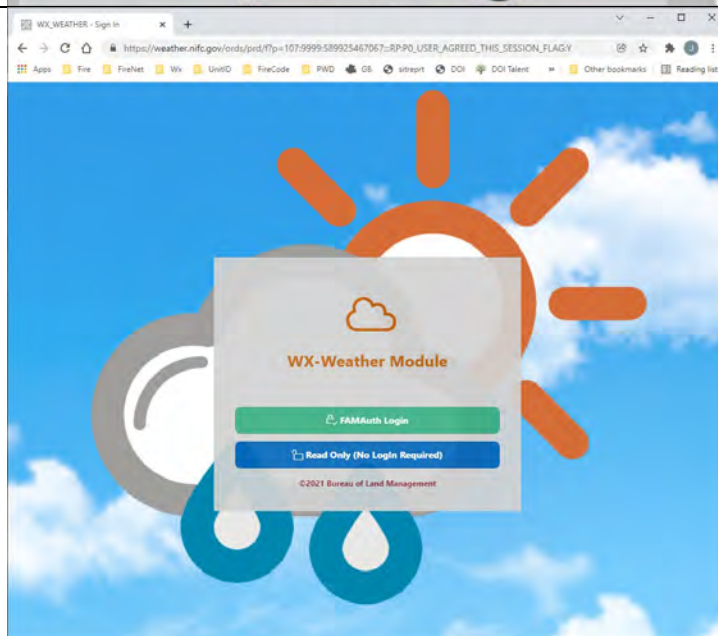 WX_WEATHER - Sign In
https://weather.nifc.gov/ords/prd/f?p=107:9999:589925467067::RP:P0_USER_AGREED_THIS_SESSION_FLAG:Y
Apps Fire FireNet Wx UnitID FireCode PWD GS sitreprt DOI DOI Talent » Other bookmarks Reading list
WX-Weather Module
FAMAuth Login
Read Only (No LogIn Required)
©2021 Bureau of Land Management